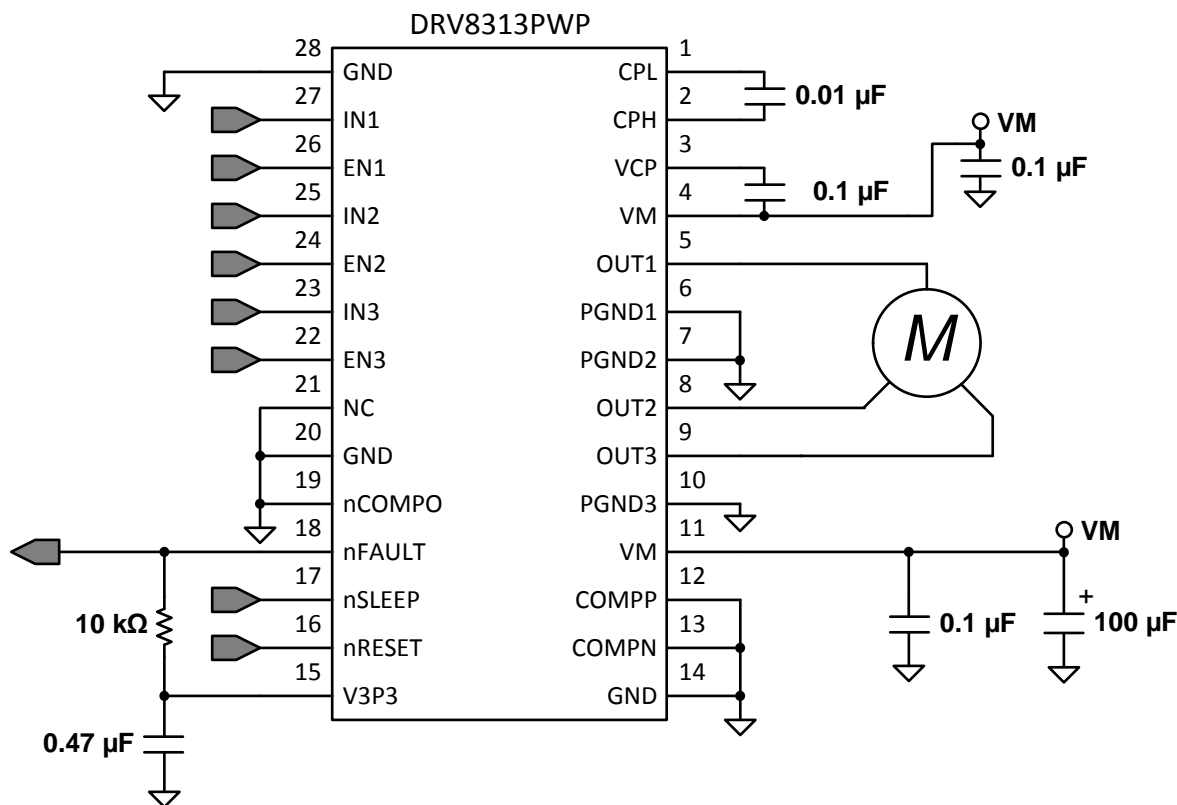 DRV8313PWP
28 GND CPL 1
27 IN1 CPH 2
0.01 µF
26 EN1 VCP 3
VM
0.1 µF
25 IN2 VM 4
0.1 µF
24 EN2 OUT1 5
23 IN3 PGND1 6
M
22 EN3 PGND2 7
21 NC OUT2 8
20 GND OUT3 9
19 nCOMPO PGND3 10
18 nFAULT VM 11
VM
17 nSLEEP COMPP 12
10 kΩ
0.1 µF
+
100 µF
16 nRESET COMPN 13
15 V3P3 GND 14
0.47 µF